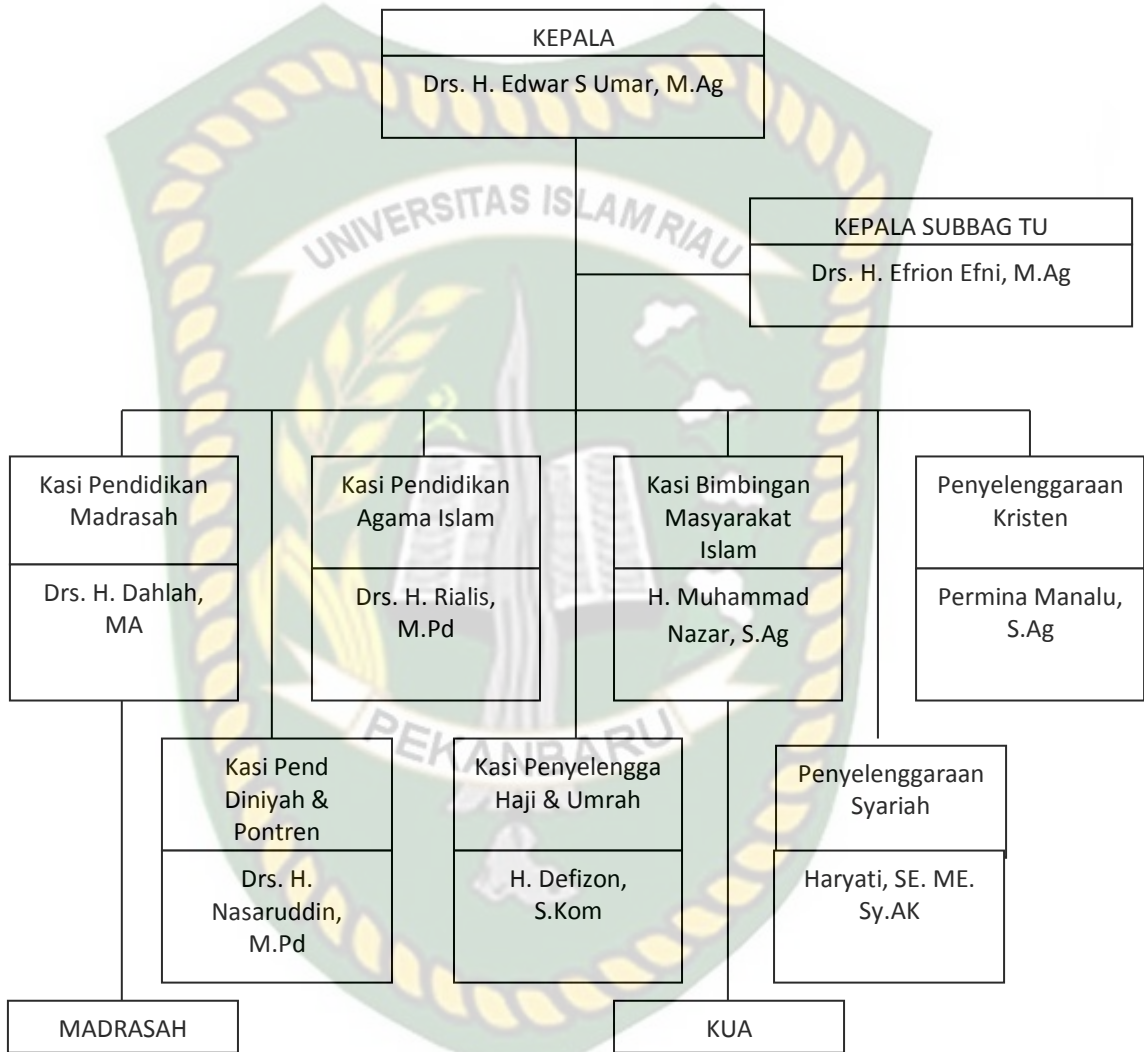 KEPALA
Drs. H. Edwar S Umar, M.Ag
UNIVERSITAS ISLAM RIAU
KEPALA SUBBAG TU
Drs. H. Efrion Efni, M.Ag
Kasi Pendidikan
Madrasah
Drs. H. Dahlah,
MA
Kasi Pendidikan
Agama Islam
Drs. H. Rialis,
M.Pd
Kasi Bimbingan
Masyarakat
Islam
H. Muhammad
Nazar, S.Ag
Penyelenggaraan
Kristen
Permina Manalu,
S.Ag
PEKANBARU
Kasi Pend
Diniyah &
Pontren
Drs. H.
Nasaruddin,
M.Pd
Kasi Penyelengga
Haji & Umrah
H. Defizon,
S.Kom
Penyelenggaraan
Syariah
Haryati, SE. ME.
Sy.AK
MADRASAH
KUA